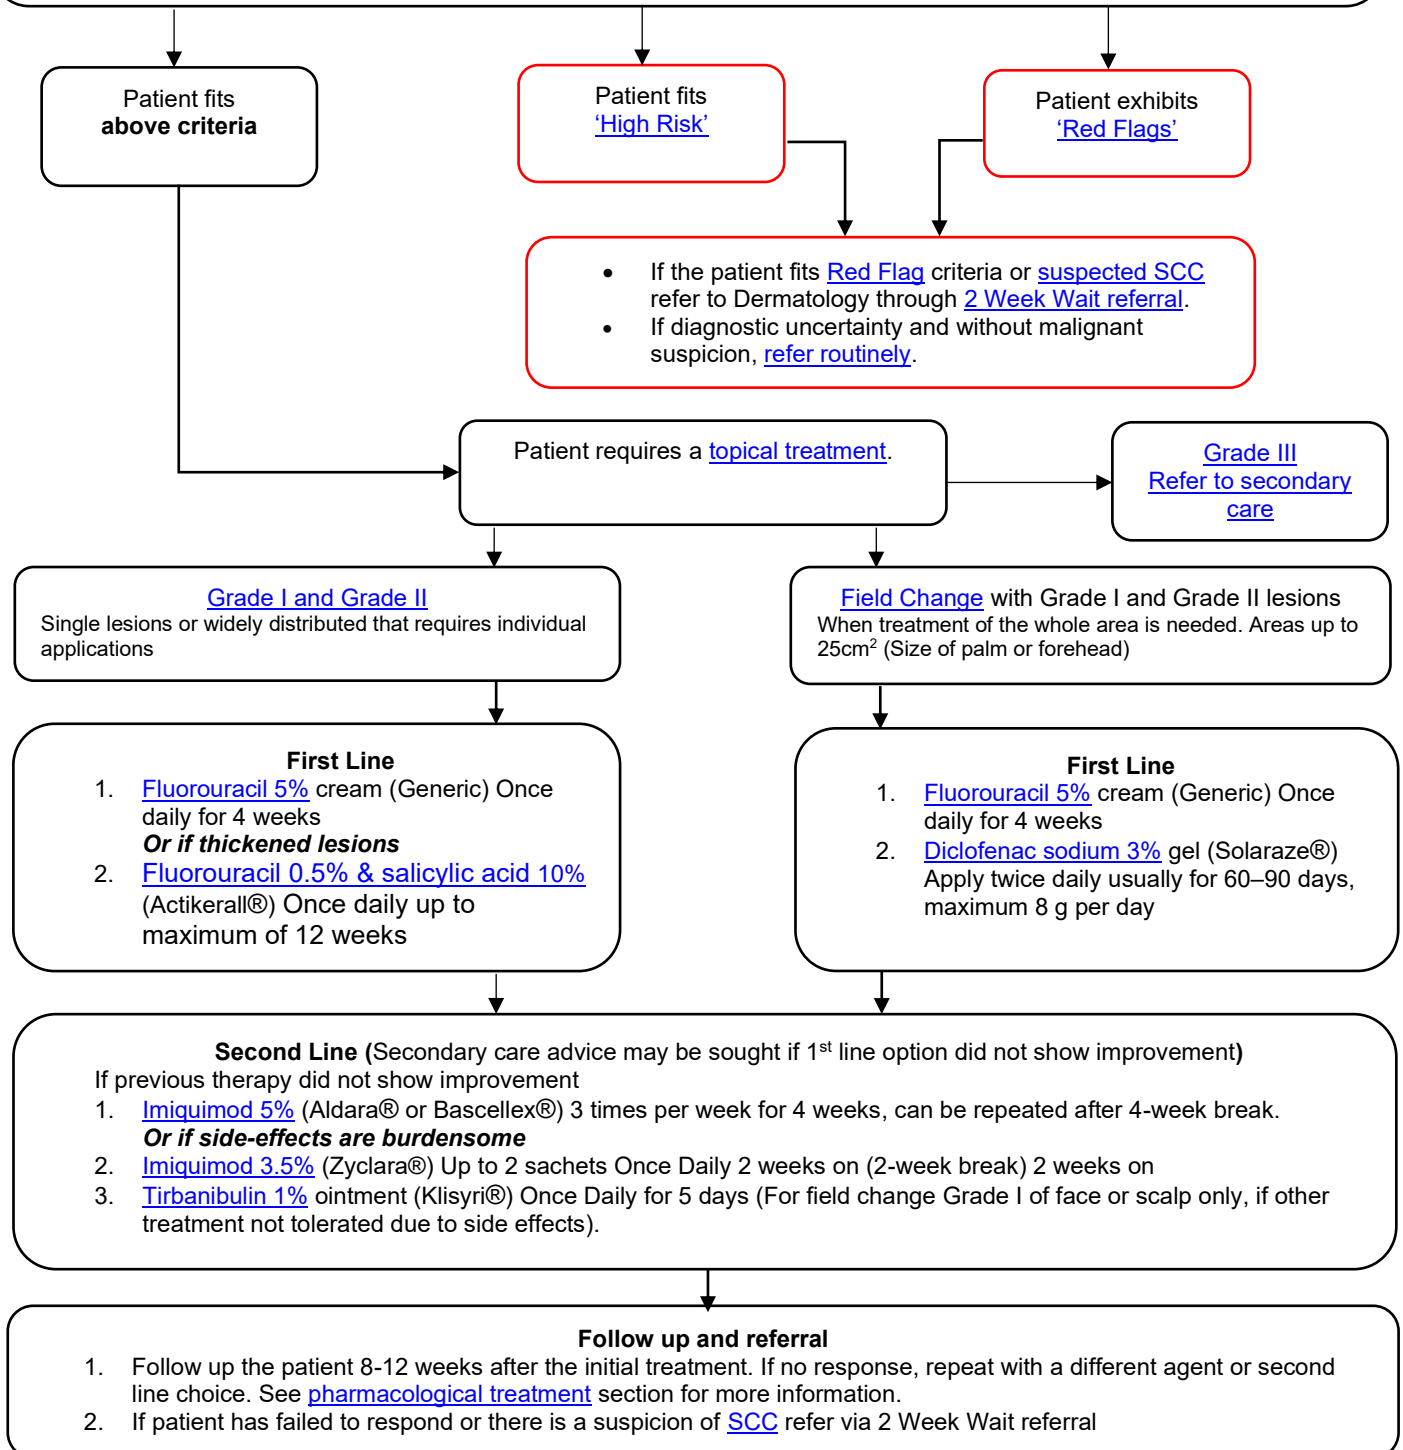 Patient fits
above criteria
Patient fits
‘High Risk’
Patient exhibits
‘Red Flags’
• If the patient fits Red Flag criteria or suspected SCC
refer to Dermatology through 2 Week Wait referral.
• If diagnostic uncertainty and without malignant
suspicion, refer routinely.
Patient requires a topical treatment.
Grade III
Refer to secondary
care
Grade I and Grade II
Single lesions or widely distributed that requires individual
applications
Field Change with Grade I and Grade II lesions
When treatment of the whole area is needed. Areas up to
25cm² (Size of palm or forehead)
First Line
1. Fluorouracil 5% cream (Generic) Once
daily for 4 weeks
Or if thickened lesions
2. Fluorouracil 0.5% & salicylic acid 10%
(Actikerall®) Once daily up to
maximum of 12 weeks
First Line
1. Fluorouracil 5% cream (Generic) Once
daily for 4 weeks
2. Diclofenac sodium 3% gel (Solaraze®)
Apply twice daily usually for 60–90 days,
maximum 8 g per day
Second Line (Secondary care advice may be sought if 1st line option did not show improvement)
If previous therapy did not show improvement
1. Imiquimod 5% (Aldara® or Bascellex®) 3 times per week for 4 weeks, can be repeated after 4-week break.
Or if side-effects are burdensome
2. Imiquimod 3.5% (Zyclara®) Up to 2 sachets Once Daily 2 weeks on (2-week break) 2 weeks on
3. Tirbanibulin 1% ointment (Klisyri®) Once Daily for 5 days (For field change Grade I of face or scalp only, if other
treatment not tolerated due to side effects).
Follow up and referral
1. Follow up the patient 8-12 weeks after the initial treatment. If no response, repeat with a different agent or second
line choice. See pharmacological treatment section for more information.
2. If patient has failed to respond or there is a suspicion of SCC refer via 2 Week Wait referral